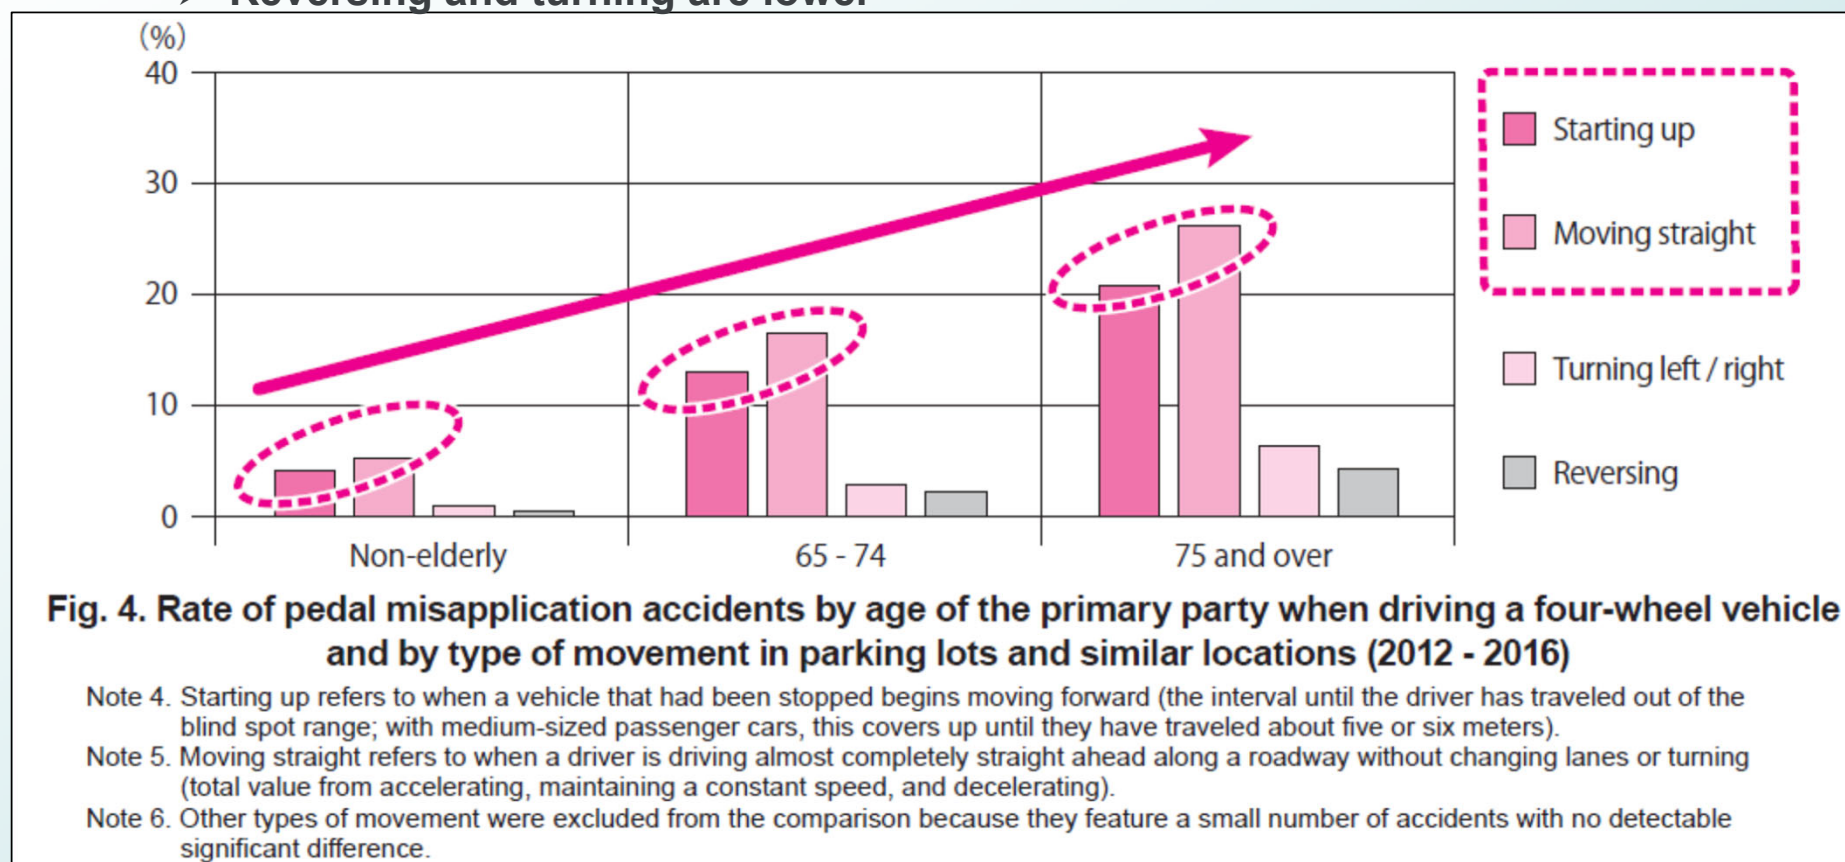 ➢ Reversing and turning are lower
(%)
40
30
20
10
0
Non-elderly
65 - 74
75 and over
Starting up
Moving straight
Turning left / right
Reversing
Fig. 4. Rate of pedal misapplication accidents by age of the primary party when driving a four-wheel vehicle
and by type of movement in parking lots and similar locations (2012 - 2016)
Note 4. Starting up refers to when a vehicle that had been stopped begins moving forward (the interval until the driver has traveled out of the
blind spot range; with medium-sized passenger cars, this covers up until they have traveled about five or six meters).
Note 5. Moving straight refers to when a driver is driving almost completely straight ahead along a roadway without changing lanes or turning
(total value from accelerating, maintaining a constant speed, and decelerating).
Note 6. Other types of movement were excluded from the comparison because they feature a small number of accidents with no detectable
significant difference.